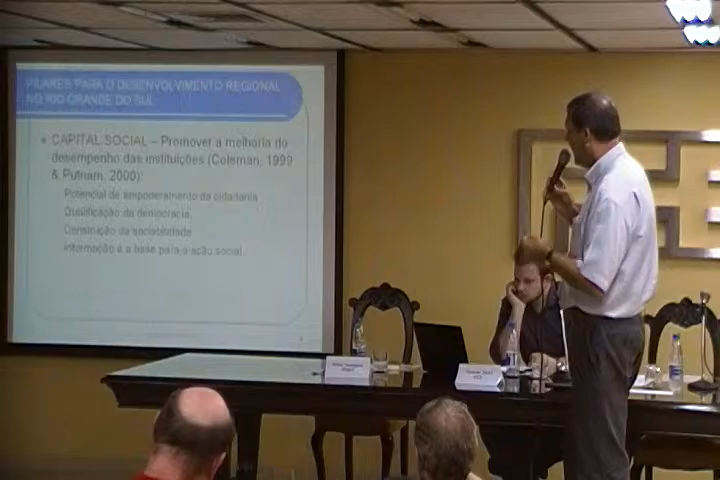 PILARES PARA O DESENVOLVIMENTO REGIONAL
NO RIO GRANDE DO SUL
CAPITAL SOCIAL – Promover a melhoria do
desempenho das instituições (Coleman, 1999
& Putnam, 2000):
Potencial de empoderamento da cidadania
Qualificação da democracia,
Construção da sociabilidade
Informação é a base para a ação social